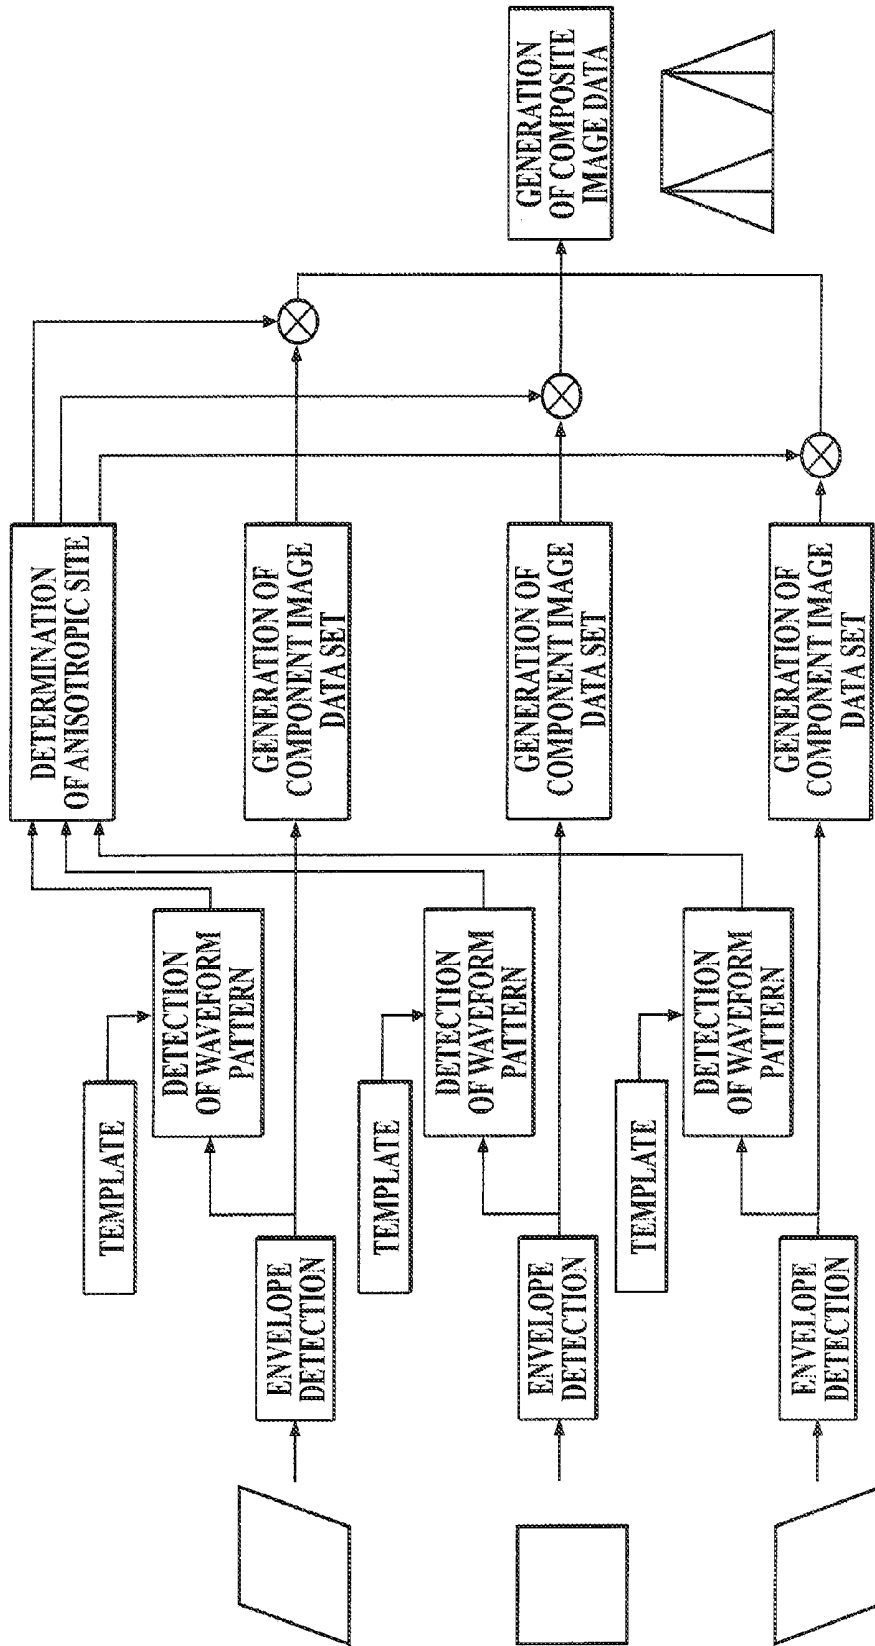 ENVELOPE
DETECTION
TEMPLATE
DETECTION
OF WAVEFORM
PATTERN
DETERMINATION
OF ANISOTROPIC SITE
GENERATION OF
COMPONENT IMAGE
DATA SET
ENVELOPE
DETECTION
TEMPLATE
DETECTION
OF WAVEFORM
PATTERN
GENERATION OF
COMPONENT IMAGE
DATA SET
GENERATION
OF COMPOSITE
IMAGE DATA
ENVELOPE
DETECTION
TEMPLATE
DETECTION
OF WAVEFORM
PATTERN
GENERATION OF
COMPONENT IMAGE
DATA SET